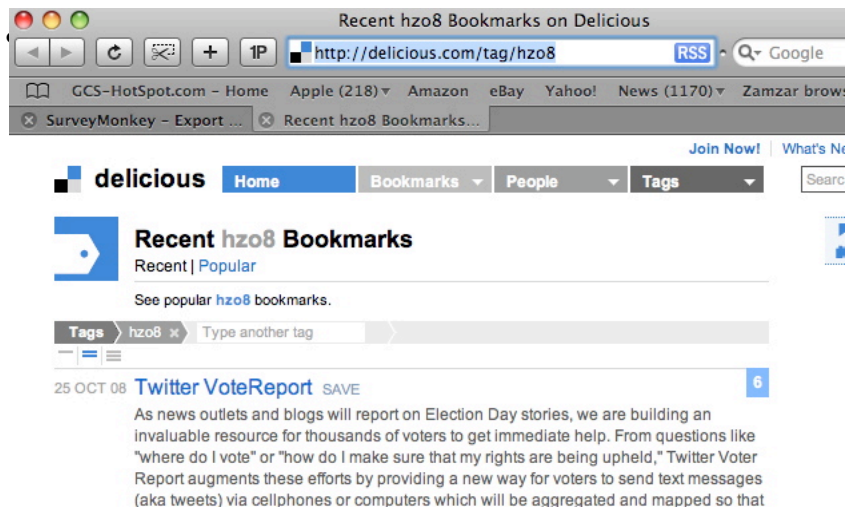 Recent hzo8 Bookmarks on Delicious
1P http://delicious.com/tag/hzo8 RSS Google
GCS-HotSpot.com – Home Apple (218) Amazon eBay Yahoo! News (1170) Zamzar brows
SurveyMonkey – Export ... Recent hzo8 Bookmarks...
Join Now! What's Ne
delicious Home Bookmarks People Tags Searc
Recent hzo8 Bookmarks
Recent | Popular
See popular hzo8 bookmarks.
Tags hzo8 × Type another tag
25 OCT 08 Twitter VoteReport SAVE 6
As news outlets and blogs will report on Election Day stories, we are building an
invaluable resource for thousands of voters to get immediate help. From questions like
"where do I vote" or "how do I make sure that my rights are being upheld," Twitter Voter
Report augments these efforts by providing a new way for voters to send text messages
(aka tweets) via cellphones or computers which will be aggregated and mapped so that